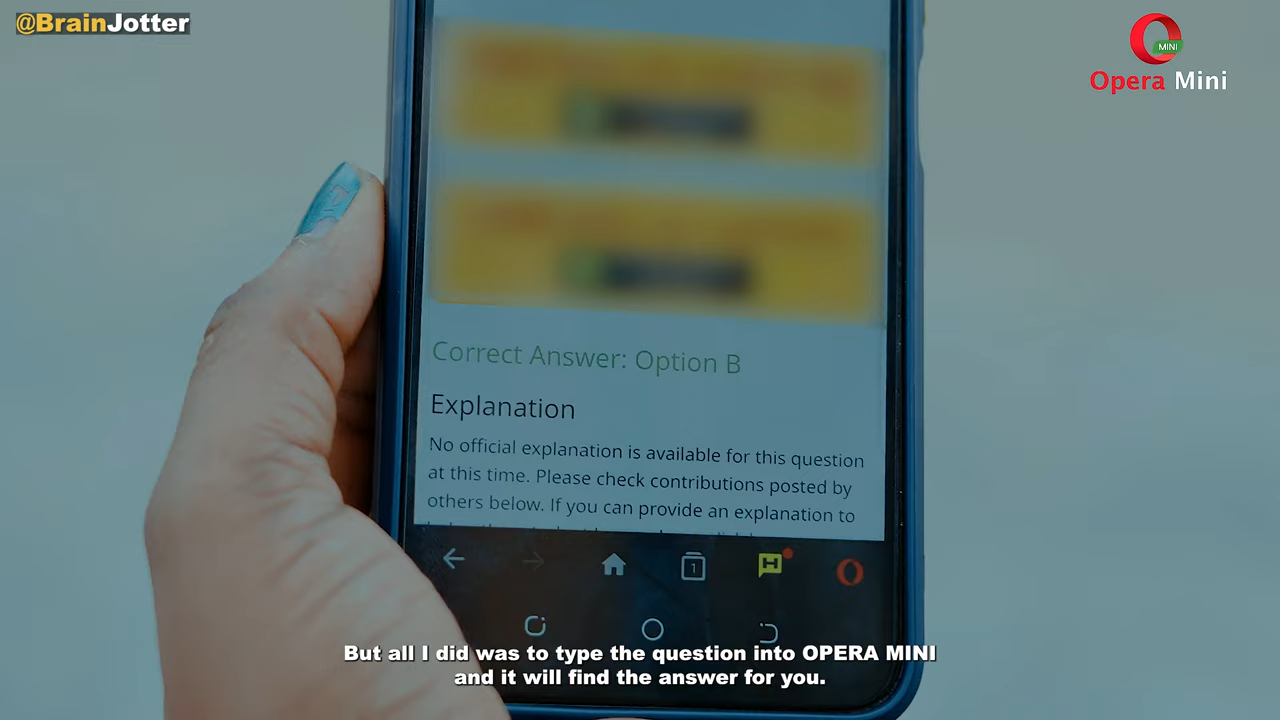 @BrainJotter
MINI
Opera Mini
Correct Answer: Option B
Explanation
No official explanation is available for this question
at this time. Please check contributions posted by
others below. If you can provide an explanation to
1
But all I did was to type the question into OPERA MINI
and it will find the answer for you.